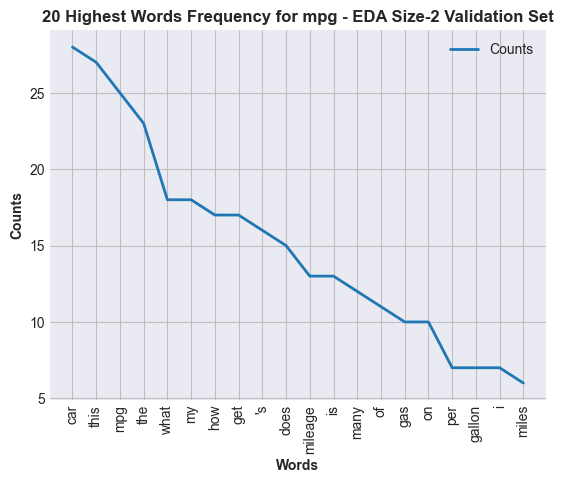 20 Highest Words Frequency for mpg - EDA Size-2 Validation Set
Counts
25
20
15
10
5
Counts
car
this
mpg
the
what
my
how
get
's
does
mileage
is
many
of
gas
on
per
gallon
i
miles
Words